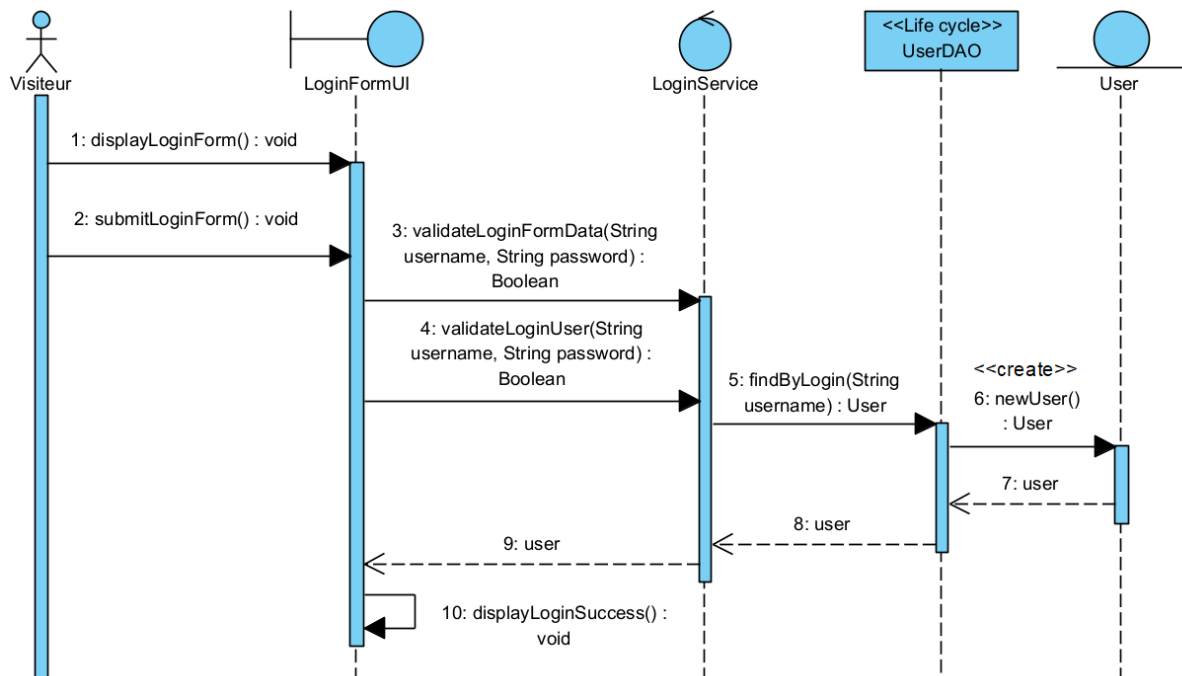 <<Life cycle>>
UserDAO
Visiteur
LoginFormUI
LoginService
User
1: displayLoginForm() : void
2: submitLoginForm() : void
3: validateLoginFormData(String
username, String password) :
Boolean
4: validateLoginUser(String
username, String password) :
Boolean
5: findByLogin(String
username) : User
<<create>>
6: newUser()
: User
7: user
8: user
9: user
10: displayLoginSuccess() :
void